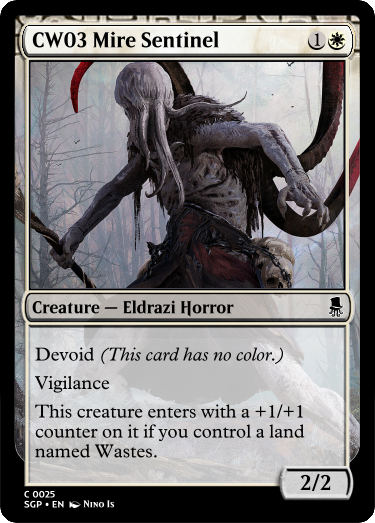 CW03 Mire Sentinel 1
Creature — Eldrazi Horror
Devoid (This card has no color.)
Vigilance
This creature enters with a +1/+1
counter on it if you control a land
named Wastes.
2/2
C 0025
SGP • EN Nino Is